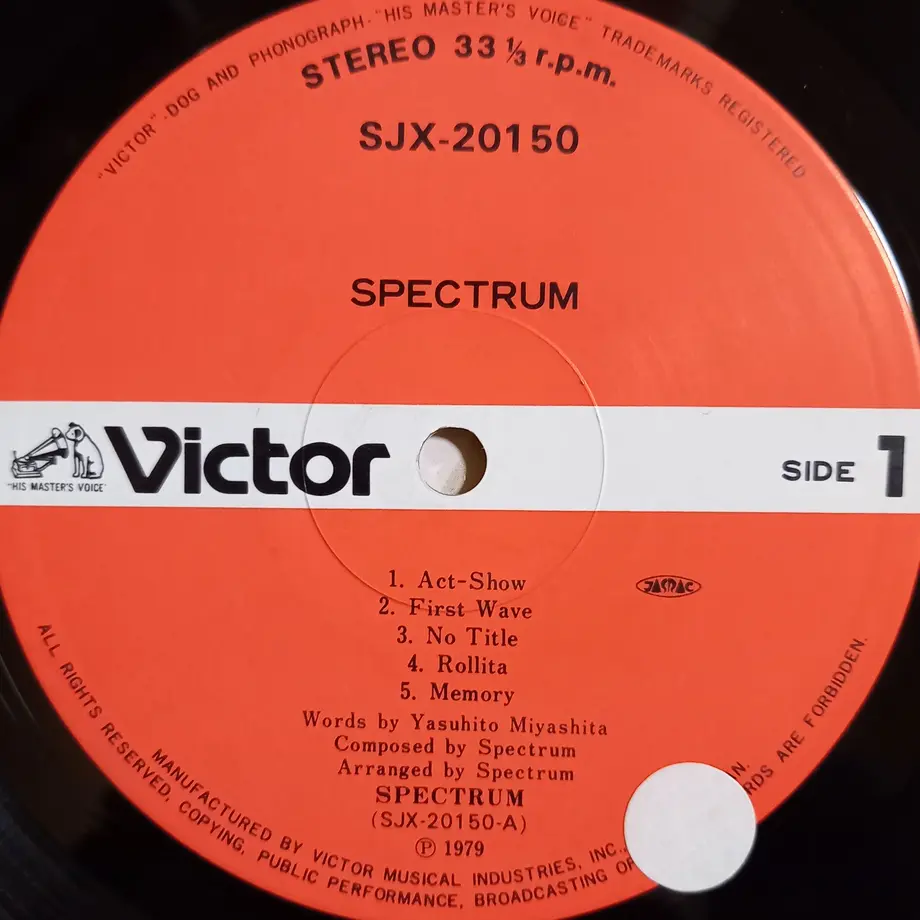 "VICTOR"·DOG AND PHONOGRAPH·"HIS MASTER'S VOICE" TRADEMARKS REGISTERED
STEREO 33 1/3 r.p.m.
SJX-20150
SPECTRUM
"HIS MASTER'S VOICE"
Victor
SIDE 1
1. Act-Show
JASRAC
2. First Wave
3. No Title
4. Rollita
5. Memory
Words by Yasuhito Miyashita
Composed by Spectrum
Arranged by Spectrum
SPECTRUM
(SJX-20150-A)
Ⓟ 1979
MANUFACTURED BY VICTOR MUSICAL INDUSTRIES, INC.,
ALL RIGHTS RESERVED, COPYING, PUBLIC PERFORMANCE, BROADCASTING OF ARE FORBIDDEN.